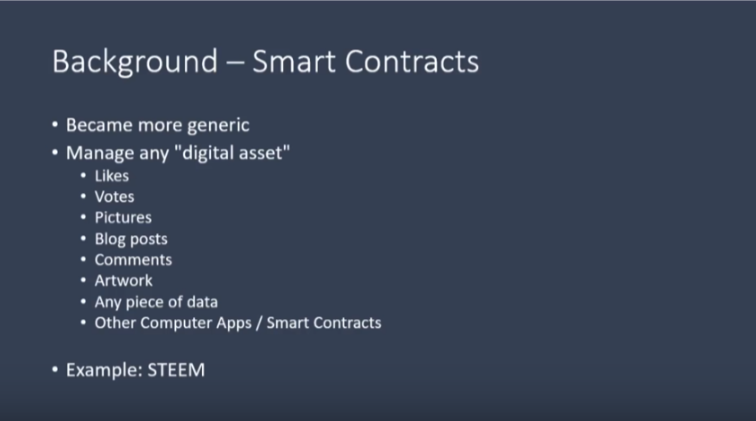 Background – Smart Contracts
• Became more generic
• Manage any "digital asset"
• Likes
• Votes
• Pictures
• Blog posts
• Comments
• Artwork
• Any piece of data
• Other Computer Apps / Smart Contracts
• Example: STEEM